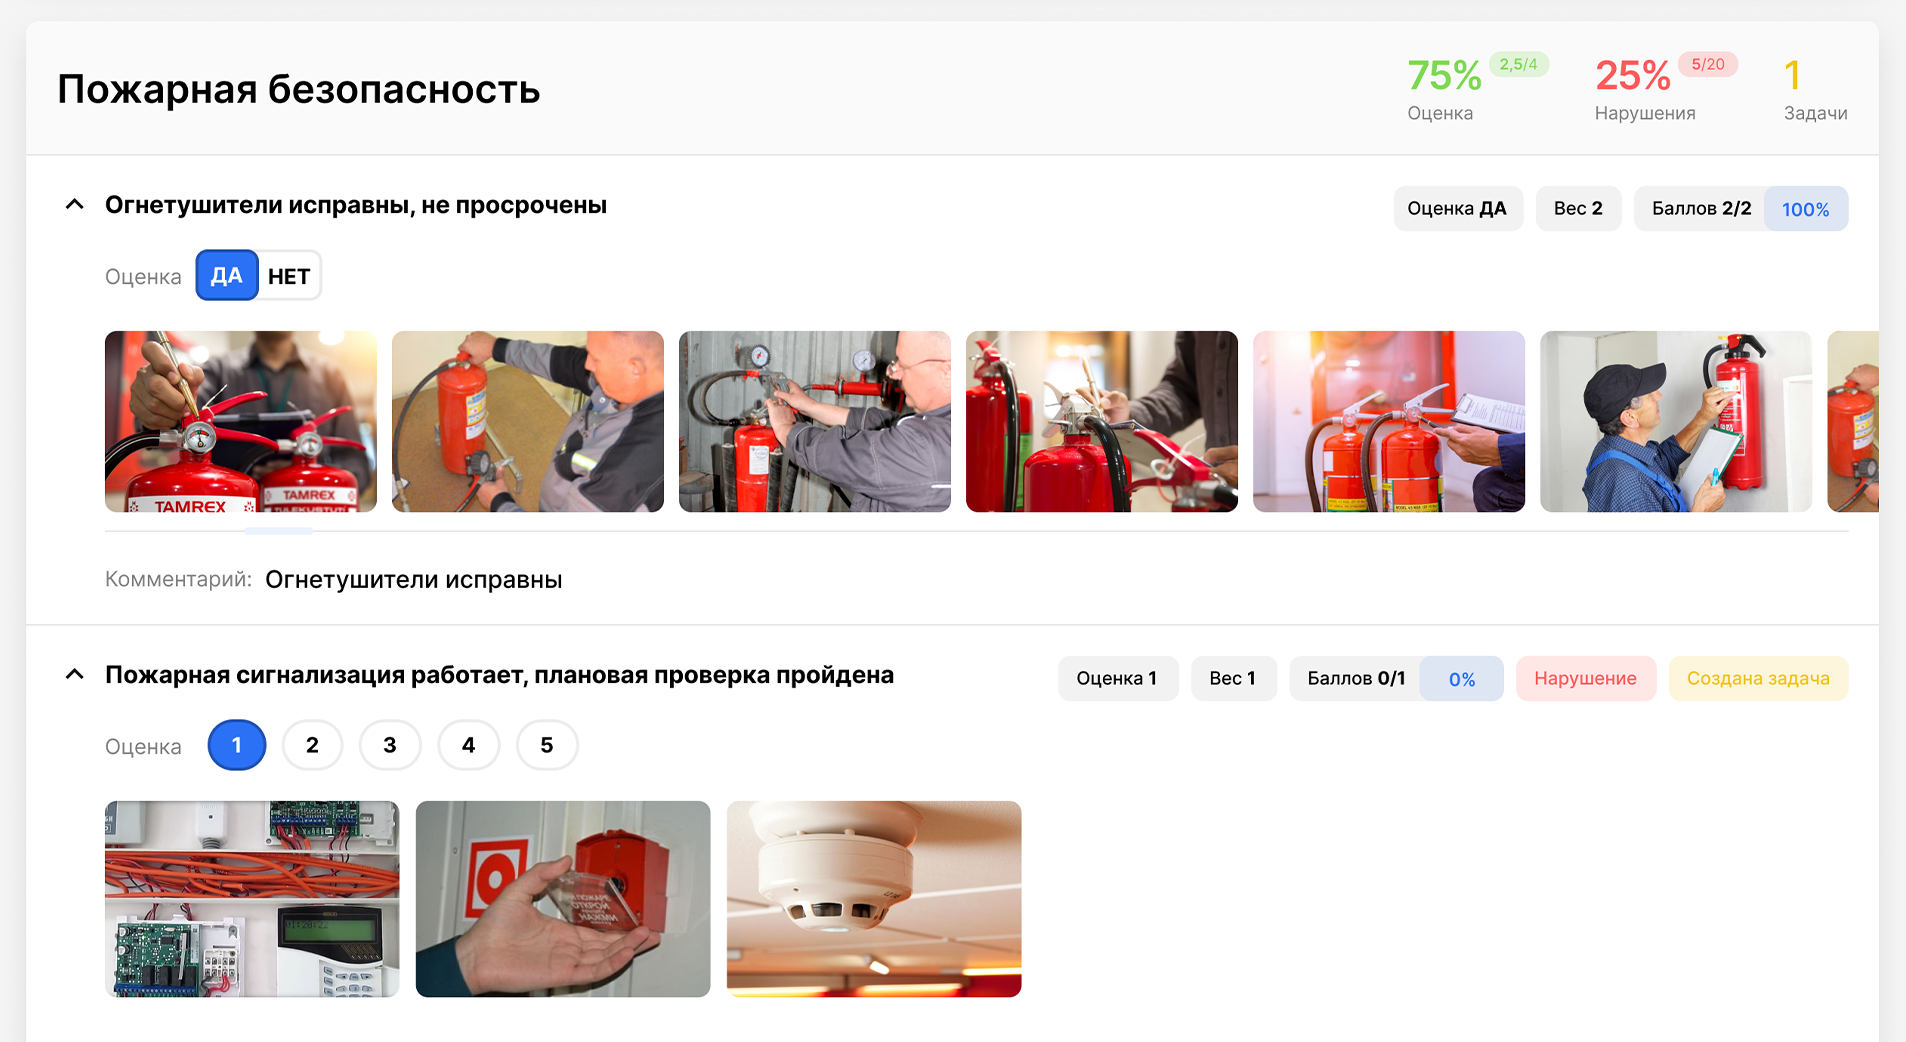 Пожарная безопасность
75% 2,5/4
Оценка
25% 5/20
Нарушения
1
Задачи
Огнетушители исправны, не просрочены
Оценка ДА
Вес 2
Баллов 2/2 100%
Оценка ДА НЕТ
TAMREX
TAMREX
TULEKUSTUTI
Комментарий: Огнетушители исправны
Пожарная сигнализация работает, плановая проверка пройдена
Оценка 1
Вес 1
Баллов 0/1 0%
Нарушение
Создана задача
Оценка 1 2 3 4 5